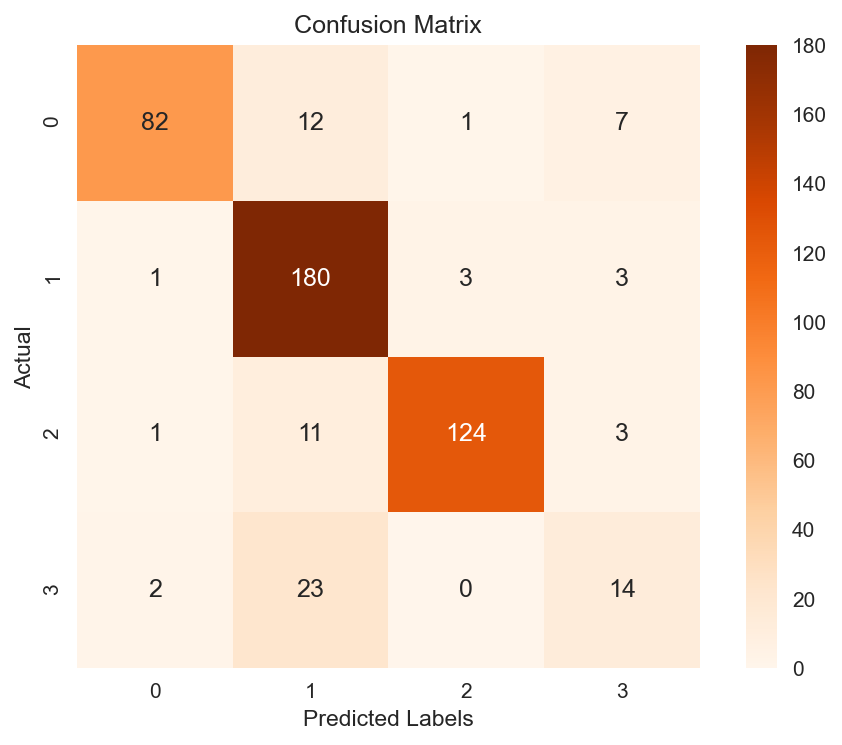 Confusion Matrix
0 82 12 1 7
1 1 180 3 3
2 1 11 124 3
3 2 23 0 14
0 1 2 3
Actual
Predicted Labels
180
160
140
120
100
80
60
40
20
0